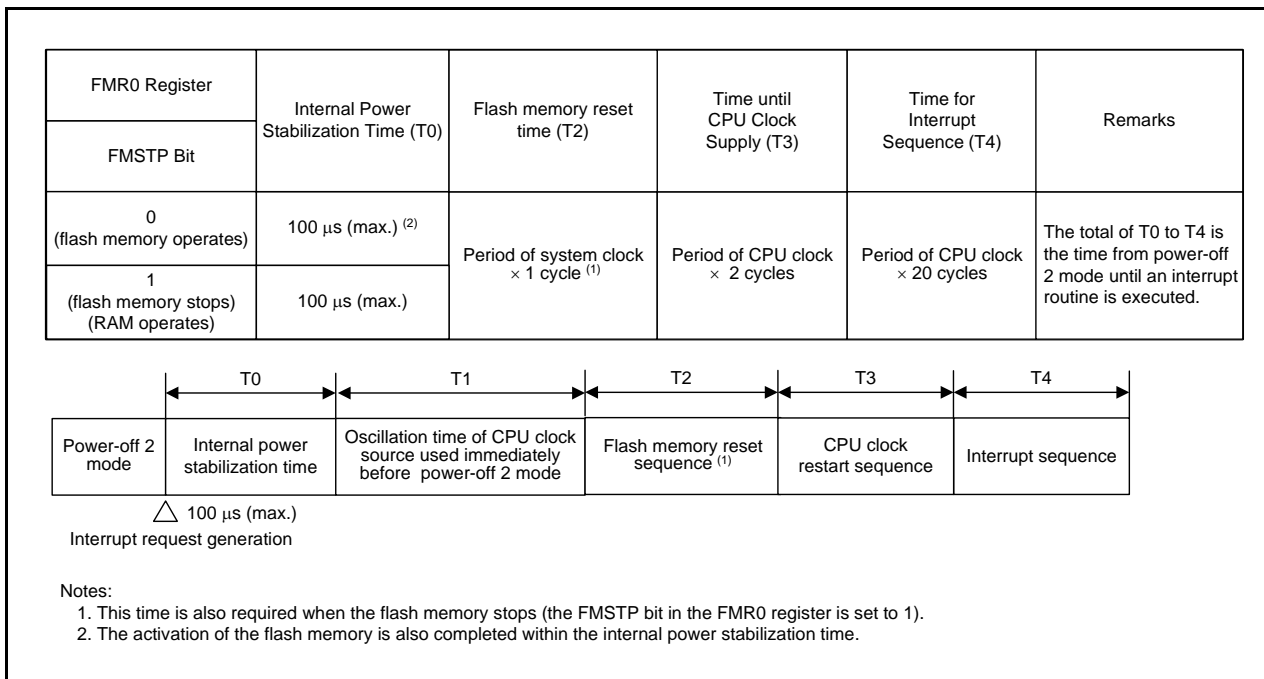 FMR0 Register
FMSTP Bit
Internal Power
Stabilization Time (T0)
Flash memory reset
time (T2)
Time until
CPU Clock
Supply (T3)
Time for
Interrupt
Sequence (T4)
Remarks
0
(flash memory operates)
100 μs (max.) (2)
1
(flash memory stops)
(RAM operates)
100 μs (max.)
Period of system clock
× 1 cycle (1)
Period of CPU clock
× 2 cycles
Period of CPU clock
× 20 cycles
The total of T0 to T4 is
the time from power-off
2 mode until an interrupt
routine is executed.
T0
T1
T2
T3
T4
Power-off 2
mode
Internal power
stabilization time
Oscillation time of CPU clock
source used immediately
before power-off 2 mode
Flash memory reset
sequence (1)
CPU clock
restart sequence
Interrupt sequence
100 μs (max.)
Interrupt request generation
Notes:
1. This time is also required when the flash memory stops (the FMSTP bit in the FMR0 register is set to 1).
2. The activation of the flash memory is also completed within the internal power stabilization time.